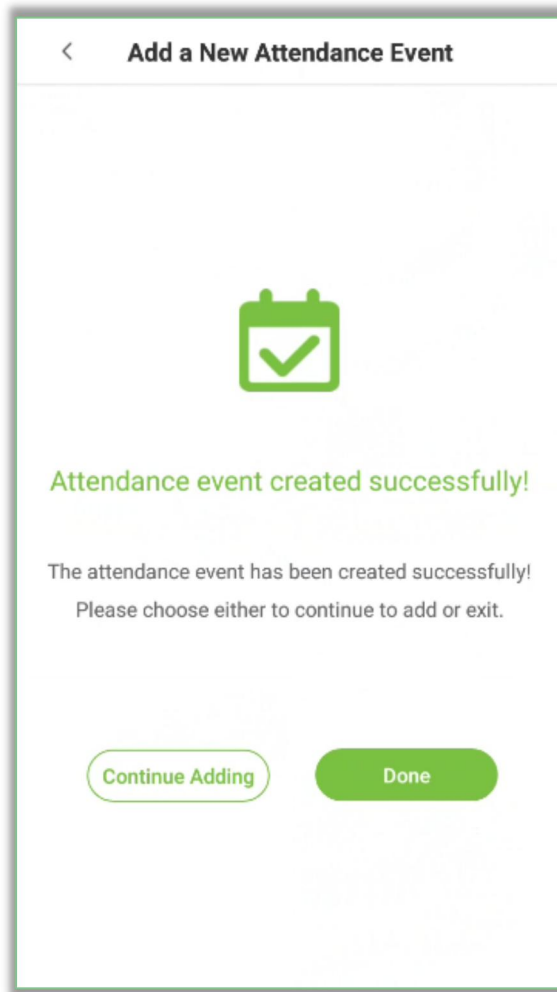 Add a New Attendance Event
Attendance event created successfully!
The attendance event has been created successfully!
Please choose either to continue to add or exit.
Continue Adding
Done